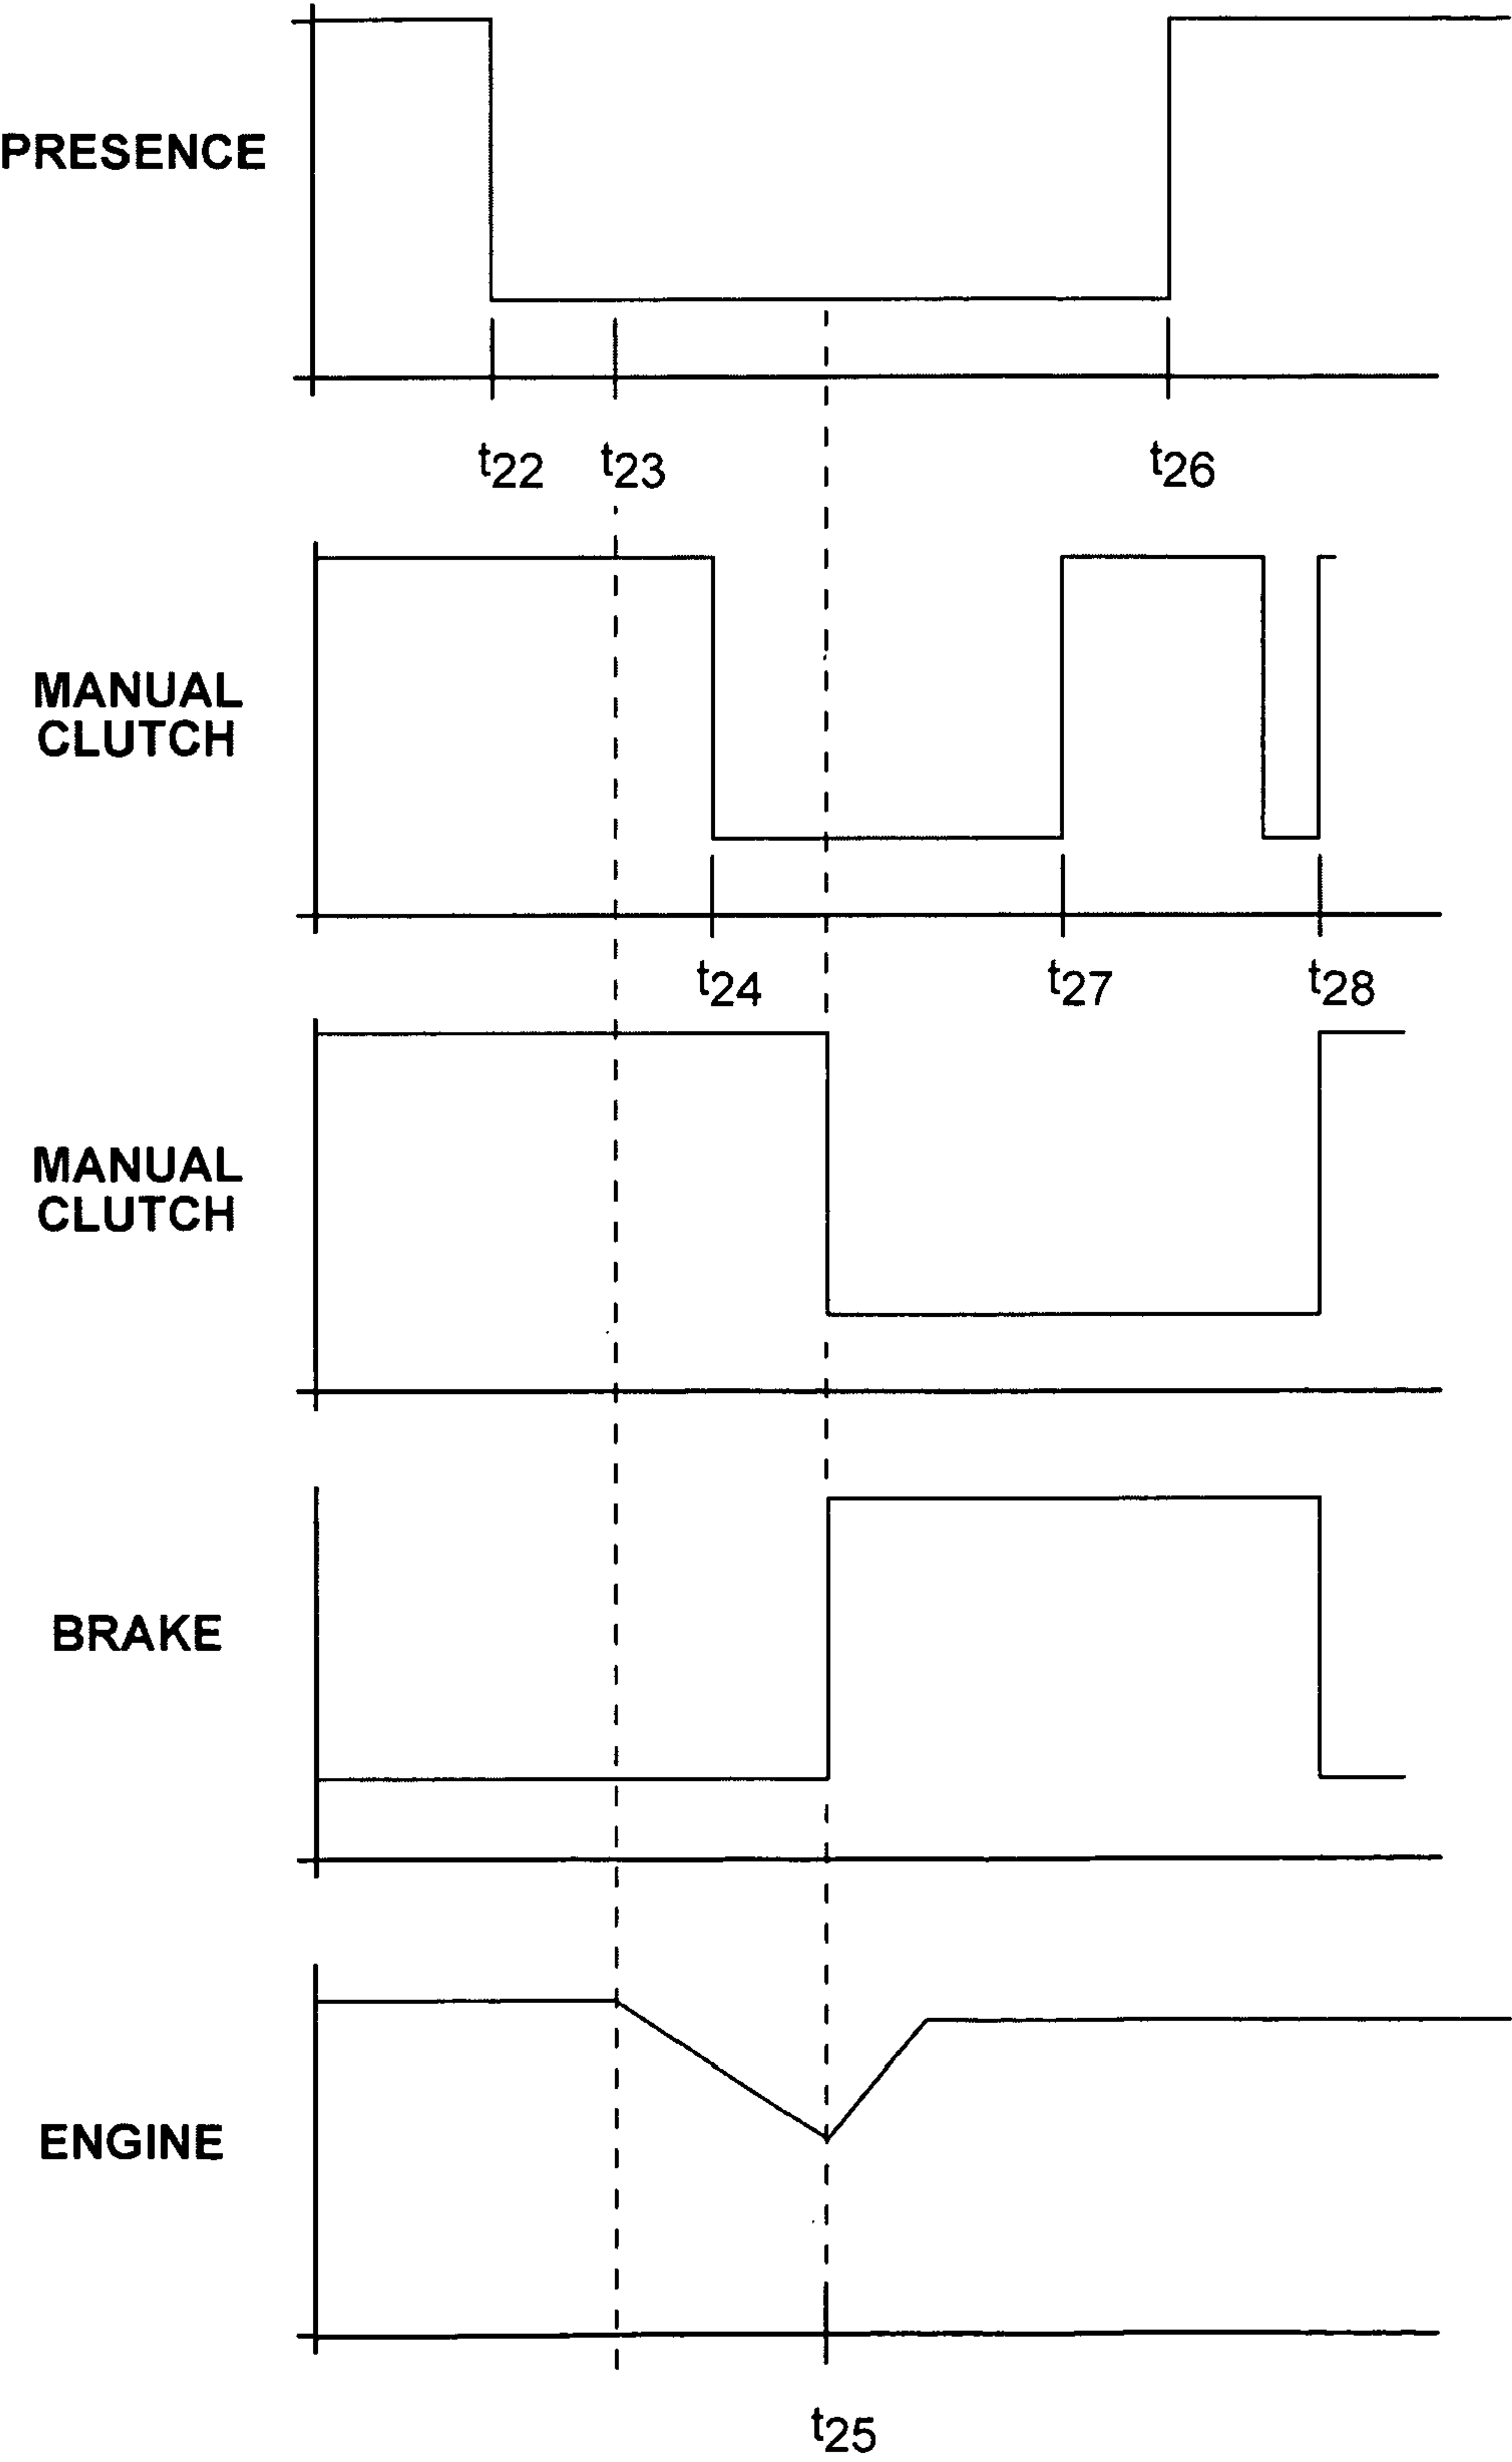 PRESENCE
t22 t23 t26
MANUAL
CLUTCH
t24 t27 t28
MANUAL
CLUTCH
BRAKE
ENGINE
t25